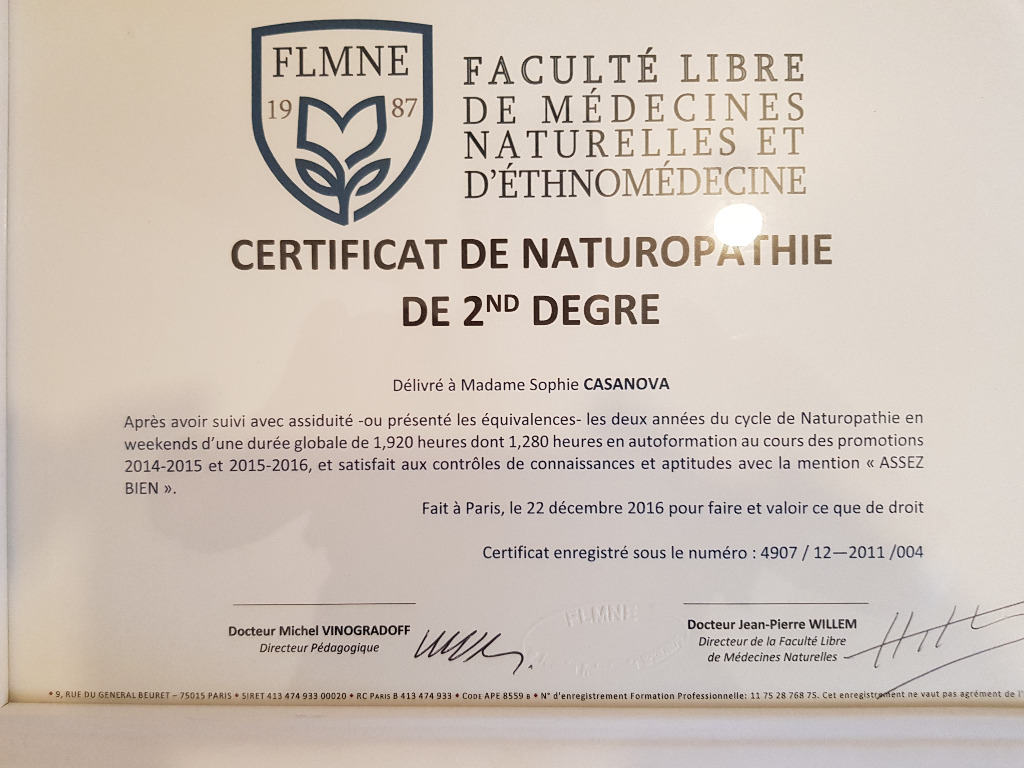 FLMNE
1987
FACULTÉ LIBRE
DE MÉDECINES
NATURELLES ET
D'ÉTHNOMÉDECINE
CERTIFICAT DE NATUROPATHIE
DE 2ND DEGRE
Délivré à Madame Sophie CASANOVA
Après avoir suivi avec assiduité -ou présenté les équivalences- les deux années du cycle de Naturopathie en
weekends d'une durée globale de 1,920 heures dont 1,280 heures en autoformation au cours des promotions
2014-2015 et 2015-2016, et satisfait aux contrôles de connaissances et aptitudes avec la mention « ASSEZ
BIEN ».
Fait à Paris, le 22 décembre 2016 pour faire et valoir ce que de droit
Certificat enregistré sous le numéro : 4907 / 12—2011 /004
Docteur Michel VINOGRADOFF
Directeur Pédagogique
FLMNE
Docteur Jean-Pierre WILLEM
Directeur de la Faculté Libre
de Médecines Naturelles
* 9, RUE DU GENERAL BEURET – 75015 PARIS * SIRET 413 474 933 00020 * RC PARIS B 413 474 933 * CODE APE 8559 B * N° d'enregistrement Formation Professionnelle: 11 75 28 768 75. Cet enregistrement ne vaut pas agrément de l'